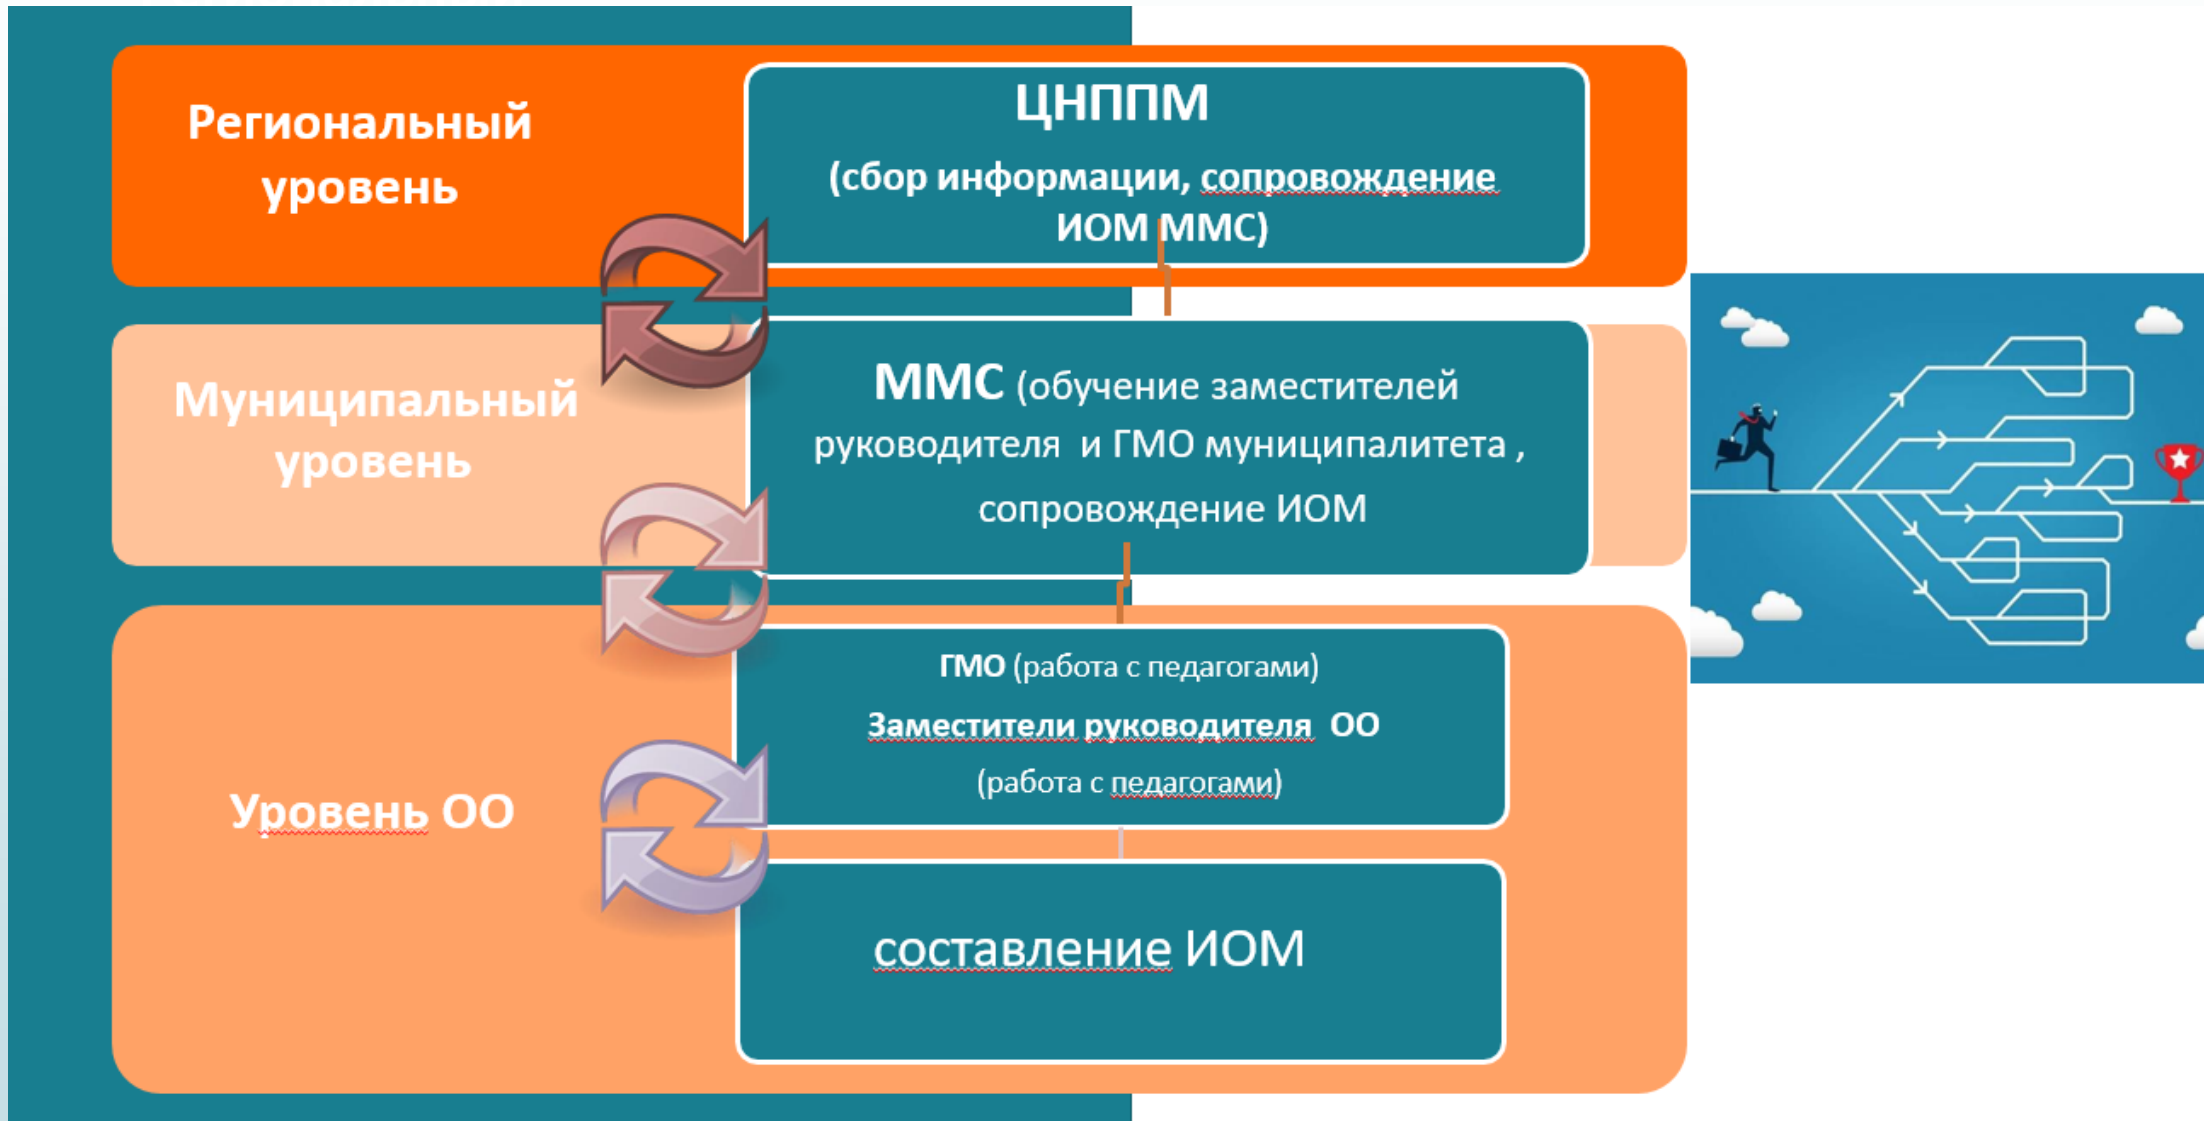 Региональный
уровень
ЦНППМ
(сбор информации, сопровождение
ИОМ ММС)
Муниципальный
уровень
ММС (обучение заместителей
руководителя и ГМО муниципалитета ,
сопровождение ИОМ
Уровень ОО
ГМО (работа с педагогами)
Заместители руководителя ОО
(работа с педагогами)
составление ИОМ